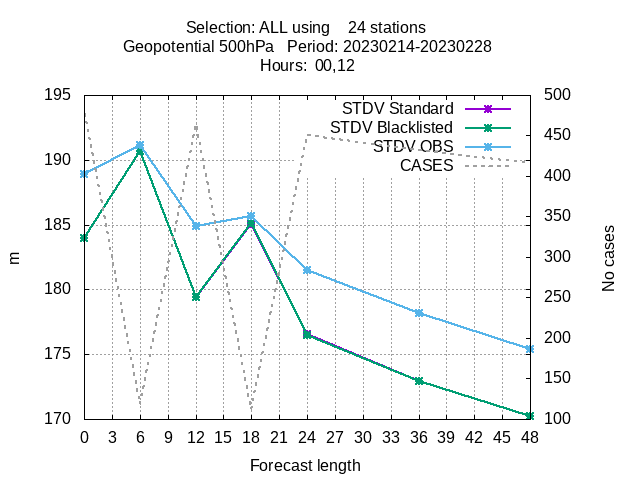 Selection: ALL using 24 stations
Geopotential 500hPa Period: 20230214-20230228
Hours: 00,12
195 500
STDV Standard
STDV Blacklisted
450
STDV OBS
190
CASES
400
350
185
m
300
No cases
180
250
200
175
150
170 100
0 3 6 9 12 15 18 21 24 27 30 33 36 39 42 45 48
Forecast length